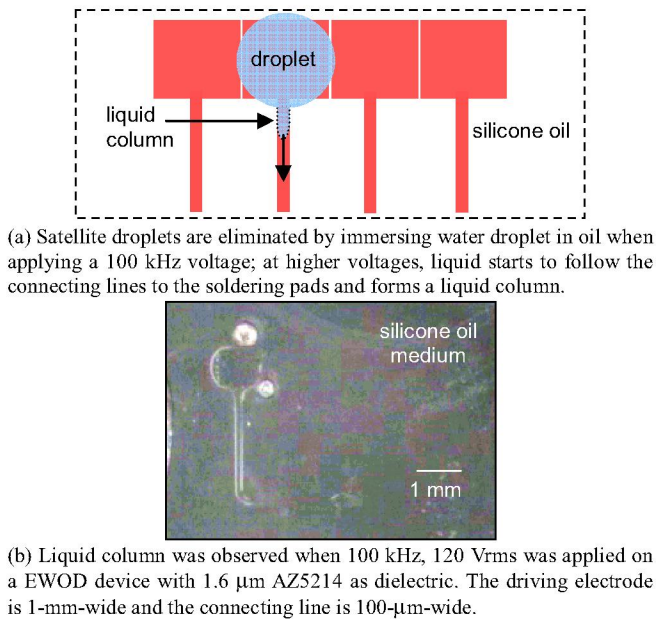 droplet
liquid
column
silicone oil
(a) Satellite droplets are eliminated by immersing water droplet in oil when
applying a 100 kHz voltage; at higher voltages, liquid starts to follow the
connecting lines to the soldering pads and forms a liquid column.
silicone oil
medium
1 mm
(b) Liquid column was observed when 100 kHz, 120 Vrms was applied on
a EWOD device with 1.6 μm AZ5214 as dielectric. The driving electrode
is 1-mm-wide and the connecting line is 100-μm-wide.